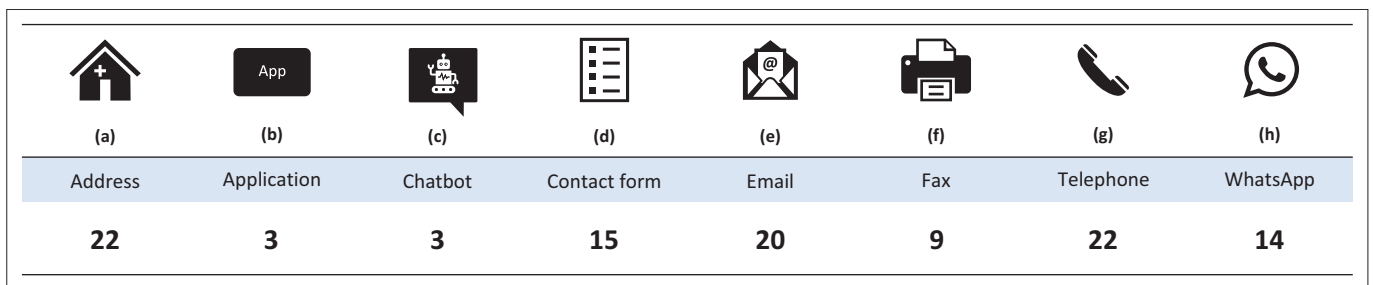 App
@
(a) (b) (c) (d) (e) (f) (g) (h)
Address Application Chatbot Contact form Email Fax Telephone WhatsApp
22 3 3 15 20 9 22 14